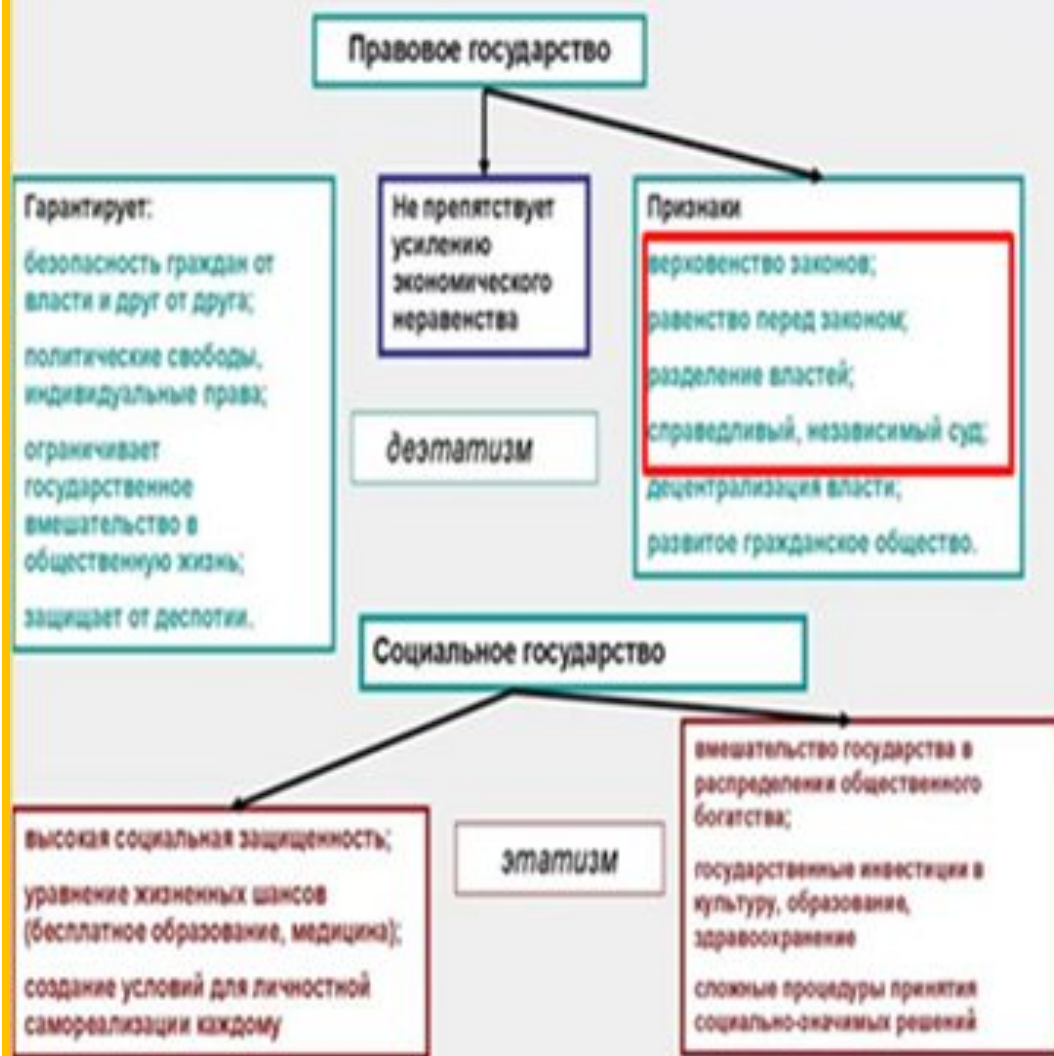 Правовое государство
Гарантирует:
безопасность граждан от
власти и друг от друга;
политические свободы,
индивидуальные права;
ограничивает
государственное
вмешательство в
общественную жизнь;
защищает от деспотии.
Не препятствует
усилению
экономического
неравенства
деэтатизм
Признаки
верховенство законов;
равенство перед законом;
разделение властей;
справедливый, независимый суд;
децентрализация власти;
развитое гражданское общество.
Социальное государство
высокая социальная защищенность;
уравнение жизненных шансов
(бесплатное образование, медицина);
создание условий для личностной
самореализации каждому
этатизм
вмешательство государства в
распределении общественного
богатства;
государственные инвестиции в
культуру, образование,
здравоохранение
сложные процедуры принятия
социально-значимых решений